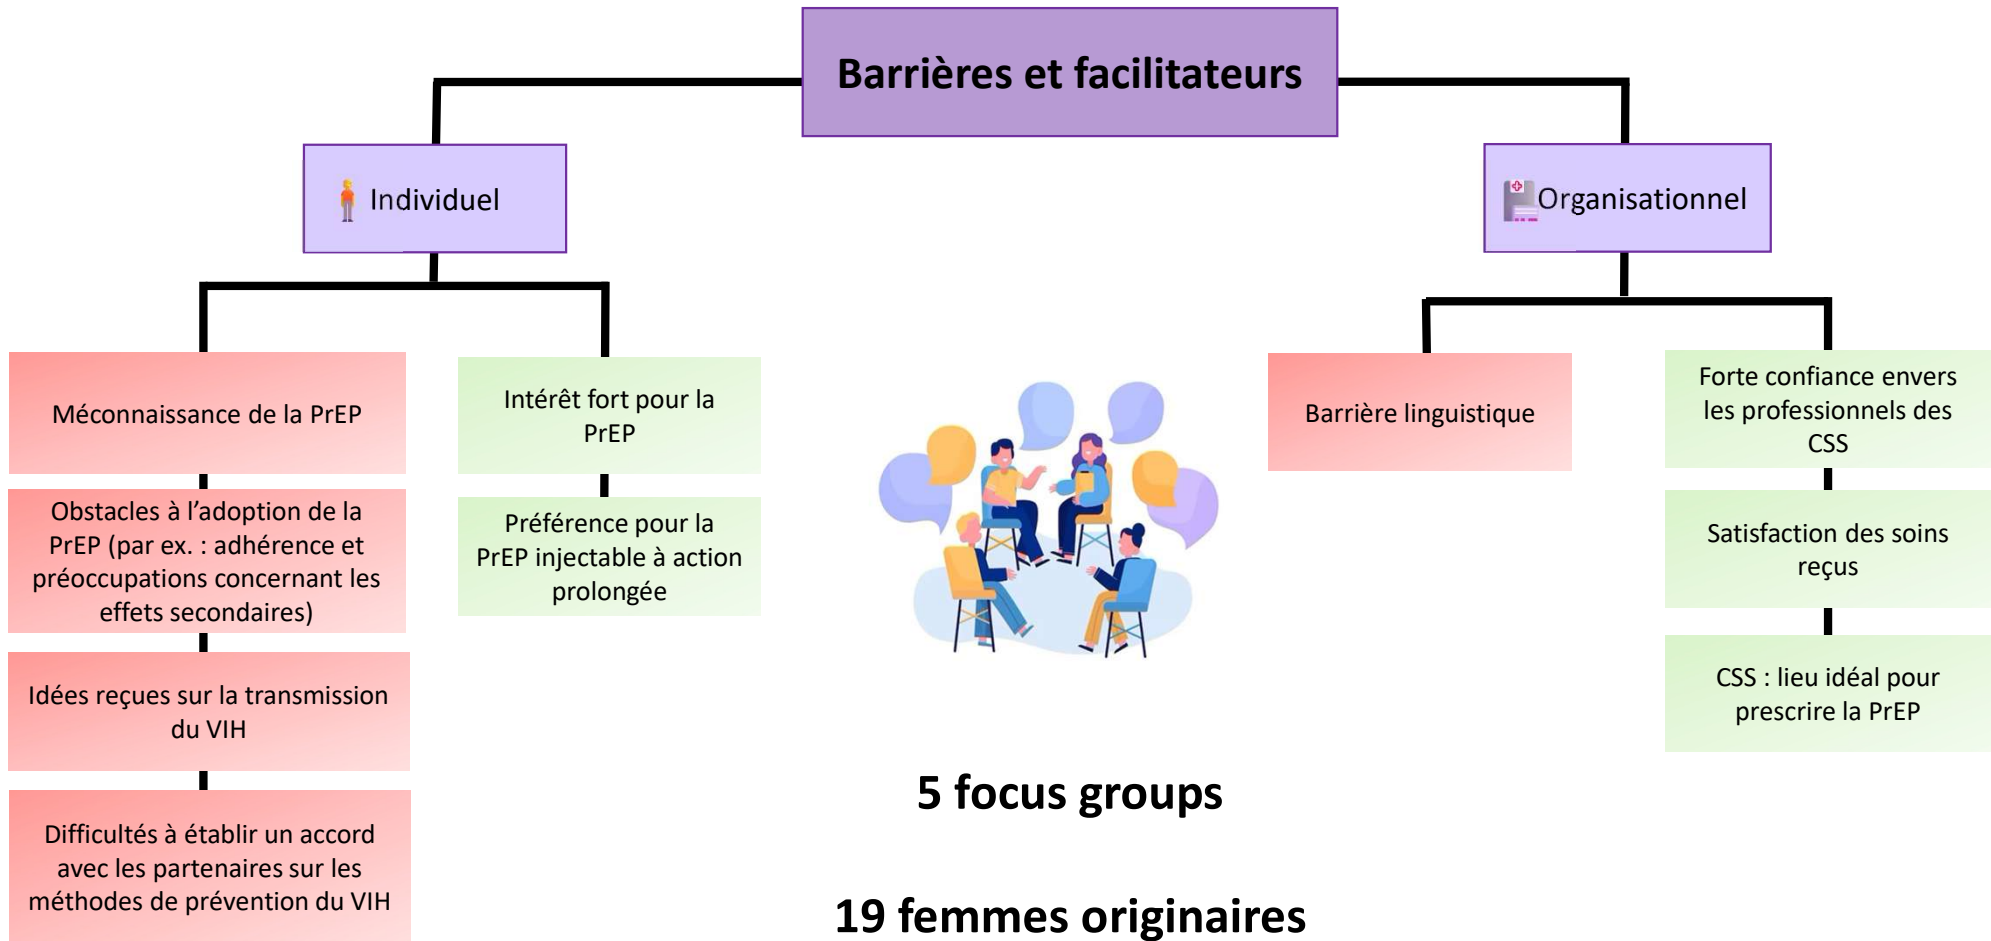 Barrières et facilitateurs
Individuel
Organisationnel
Méconnaissance de la PrEP
Obstacles à l’adoption de la
PrEP (par ex. : adhérence et
préoccupations concernant les
effets secondaires)
Idées reçues sur la transmission
du VIH
Difficultés à établir un accord
avec les partenaires sur les
méthodes de prévention du VIH
Intérêt fort pour la
PrEP
Préférence pour la
PrEP injectable à action
prolongée
Barrière linguistique
Forte confiance envers
les professionnels des
CSS
Satisfaction des soins
reçus
CSS : lieu idéal pour
prescrire la PrEP
5 focus groups
19 femmes originaires